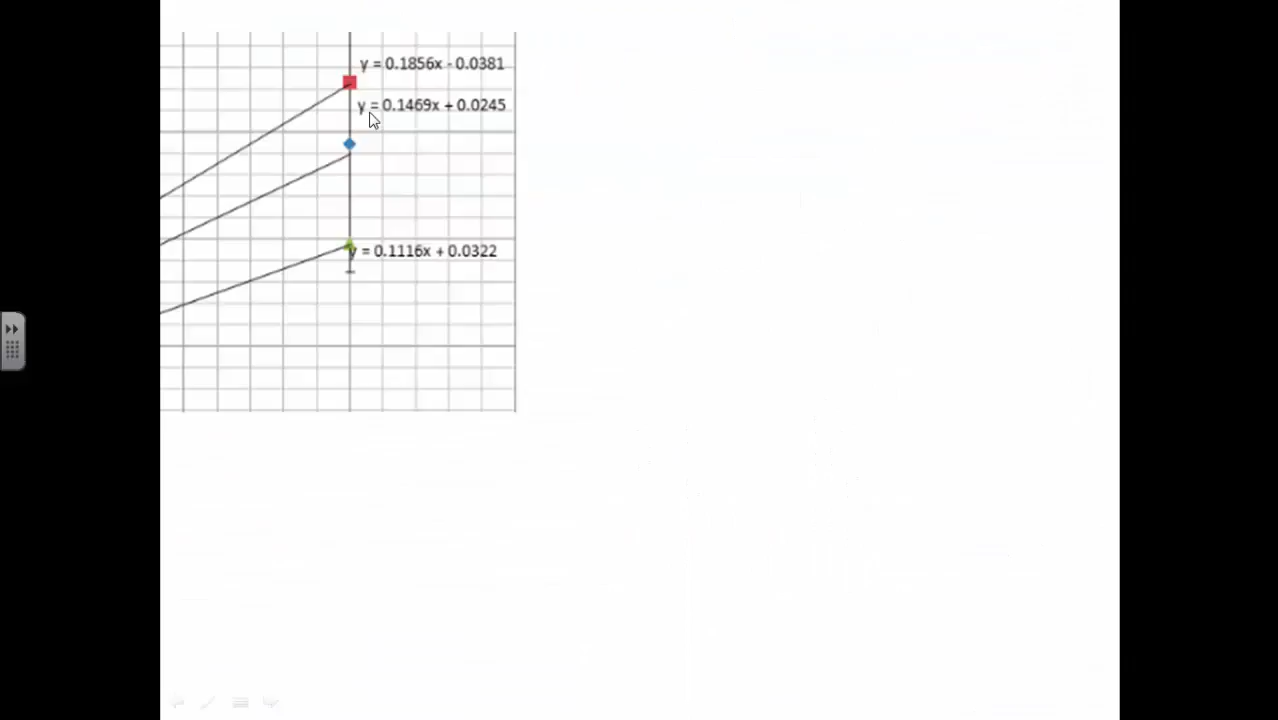 y = 0.1856x - 0.0381
y = 0.1469x + 0.0245
y = 0.1116x + 0.0322